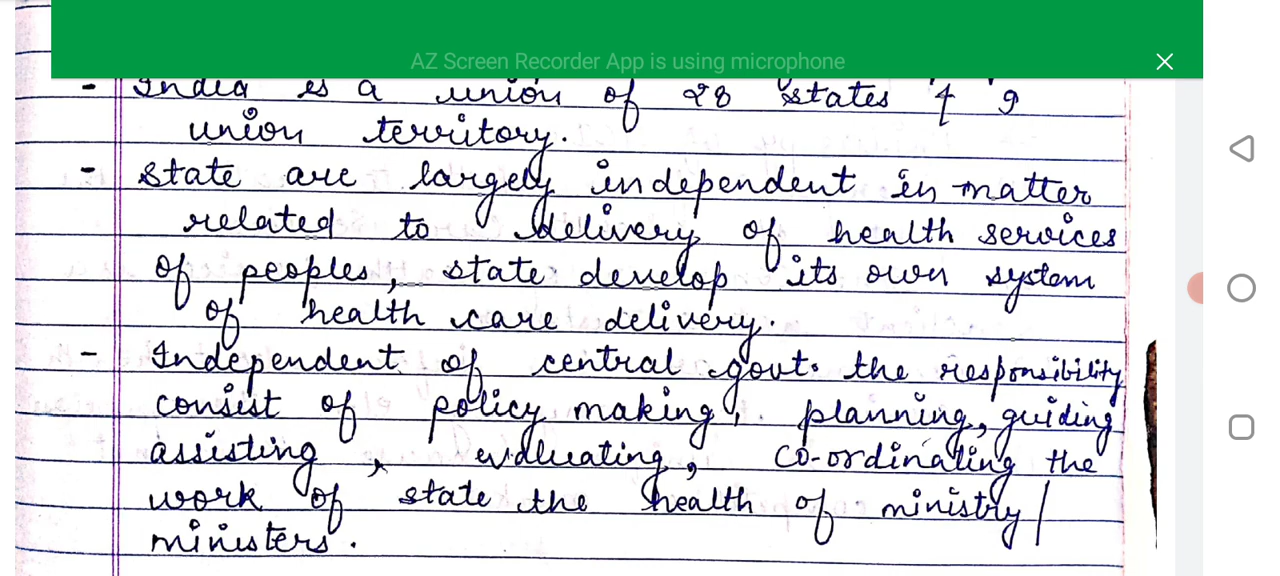 AZ Screen Recorder App is using microphone
- India is a union of 28 states & 9
union territory.
- State are largely independent in matter
related to delivery of health services
of peoples, state develop its own system
of health care delivery.
- Independent of central govt. the responsibility
consist of policy making, planning, guiding
assisting, evaluating, co-ordinating the
work of state the health of ministry/
ministers.